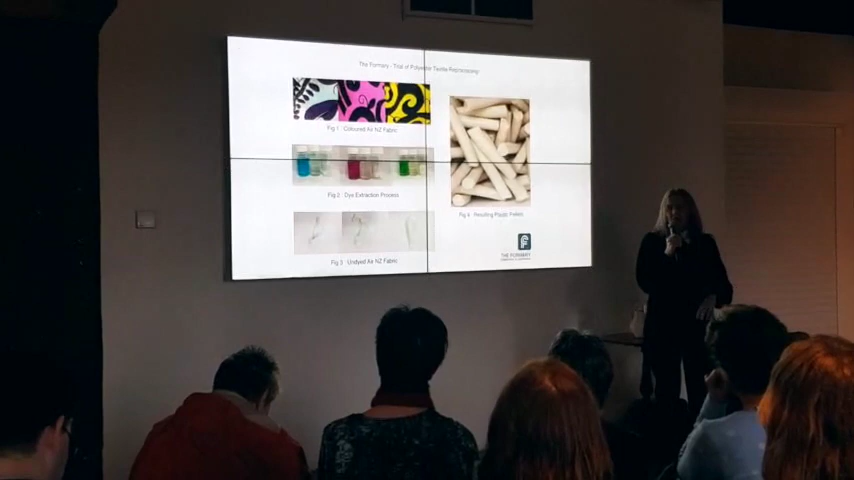 The Formary - Trial of Polyester Textile Reprocessing
Fig 1 : Coloured Air NZ Fabric
Fig 2 : Dye Extraction Process
Fig 3 : Undyed Air NZ Fabric
Fig 4 : Resulting Plastic Pellets
THE FORMARY